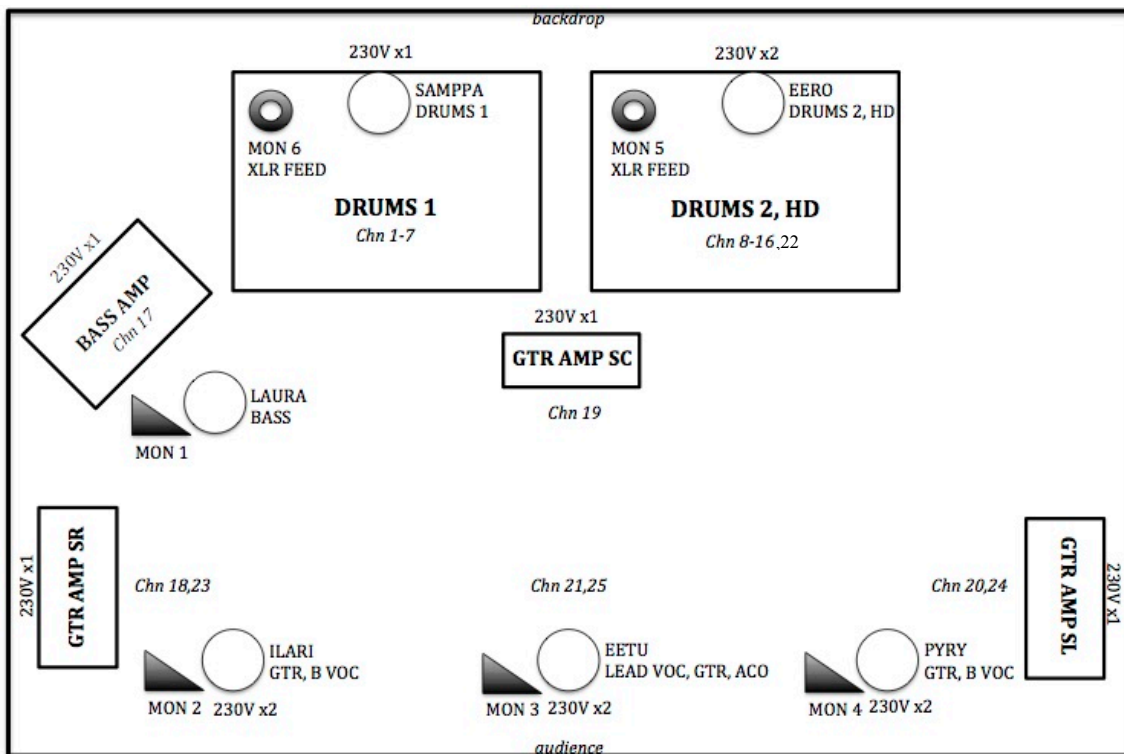 backdrop
230V x1
230V x2
SAMPPA
DRUMS 1
EERO
DRUMS 2, HD
MON 6
XLR FEED
MON 5
XLR FEED
DRUMS 1
Chn 1-7
DRUMS 2, HD
Chn 8-16,22
230V x1
BASS AMP
Chn 17
230V x1
GTR AMP SC
Chn 19
LAURA
BASS
MON 1
230V x1
GTR AMP SR
Chn 18,23
Chn 21,25
Chn 20,24
GTR AMP SL
230V x1
ILARI
GTR, B VOC
EETU
LEAD VOC, GTR, ACO
PYRY
GTR, B VOC
MON 2
230V x2
MON 3
230V x2
MON 4
230V x2
audience